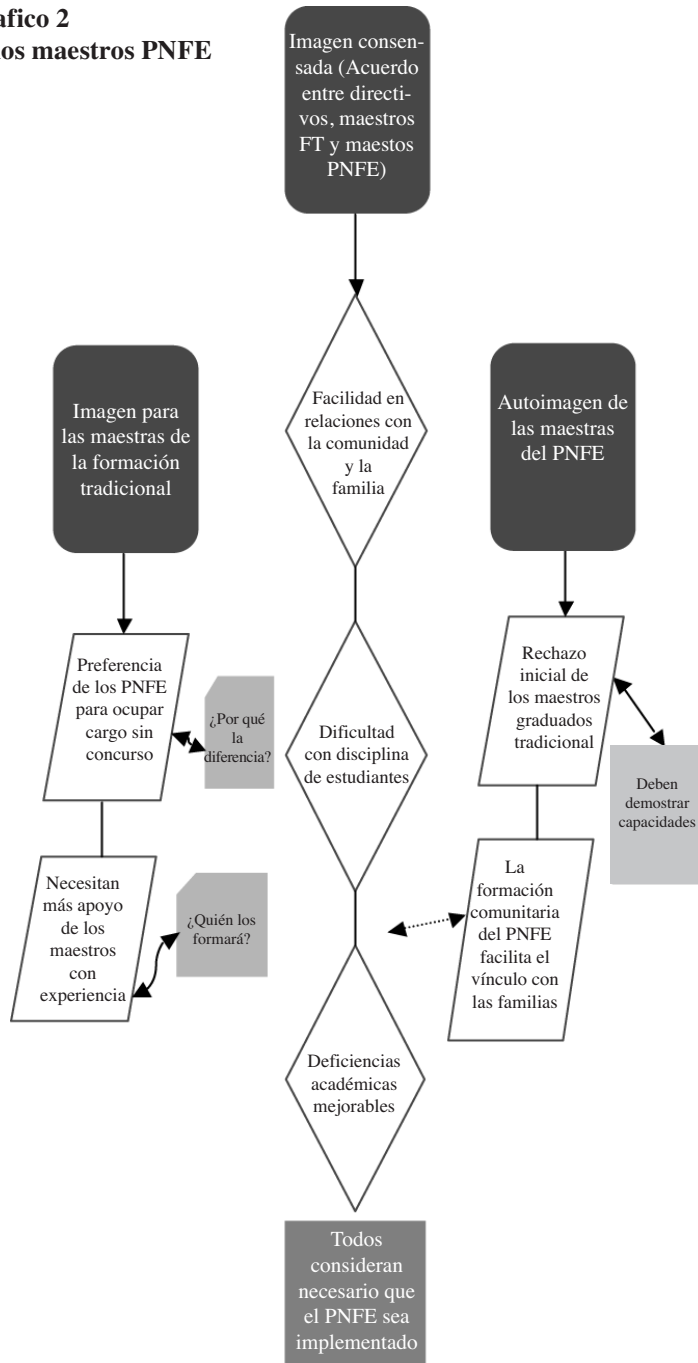 afico 2
los maestros PNFE
Imagen consen-
sada (Acuerdo
entre directi-
vos, maestros
FT y maestos
PNFE)
Facilidad en
relaciones con
la comunidad
y la
familia
Dificultad
con disciplina
de estudiantes
Deficiencias
académicas
mejorables
Todos
consideran
necesario que
el PNFE sea
implementado
Imagen para
las maestras de
la formación
tradicional
Preferencia
de los PNFE
para ocupar
cargo sin
concurso
¿Por qué
la
diferencia?
Necesitan
más apoyo
de los
maestros
con
experiencia
¿Quién los
formará?
Autoimagen de
las maestras
del PNFE
Rechazo
inicial de
los maestros
graduados
tradicional
Deben
demostrar
capacidades
La
formación
comunitaria
del PNFE
facilita el
vínculo con
las familias